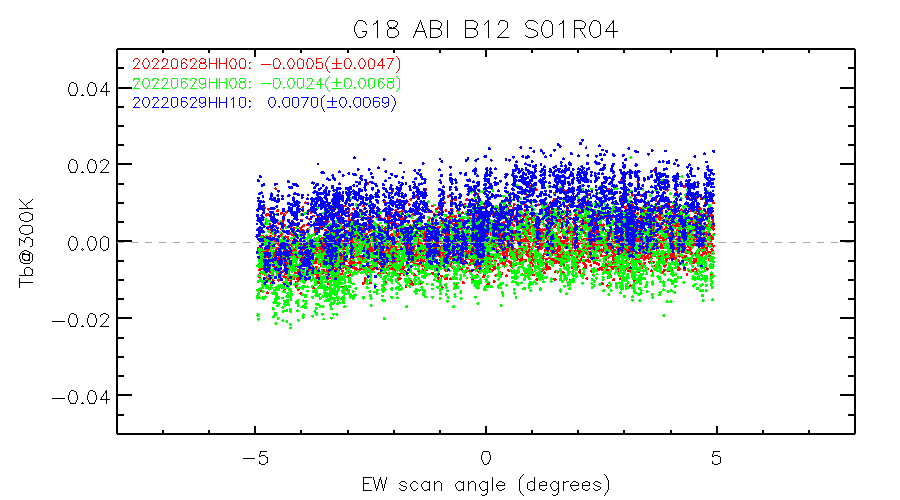 G18 ABI B12 S01R04
20220628HH00: −0.0005(±0.0047)
20220629HH08: −0.0024(±0.0068)
20220629HH10: 0.0070(±0.0069)
0.04
0.02
0.00
−0.02
−0.04
Tb@300K
−5 0 5
EW scan angle (degrees)